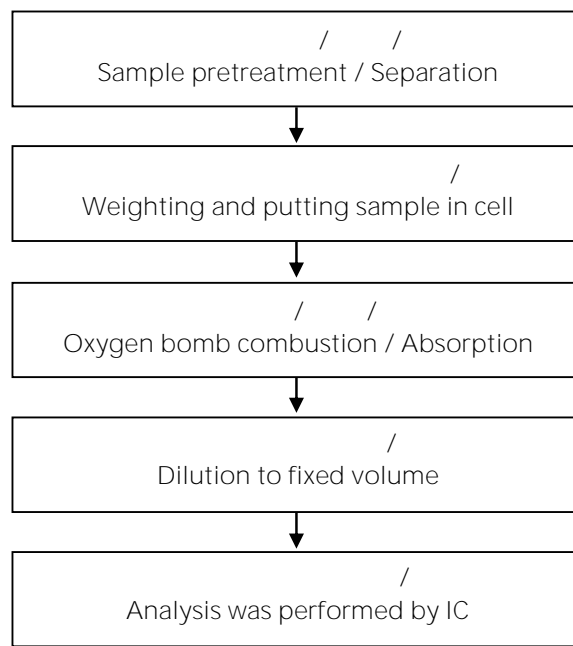 / /
Sample pretreatment / Separation
/
Weighting and putting sample in cell
/ /
Oxygen bomb combustion / Absorption
/
Dilution to fixed volume
/
Analysis was performed by IC